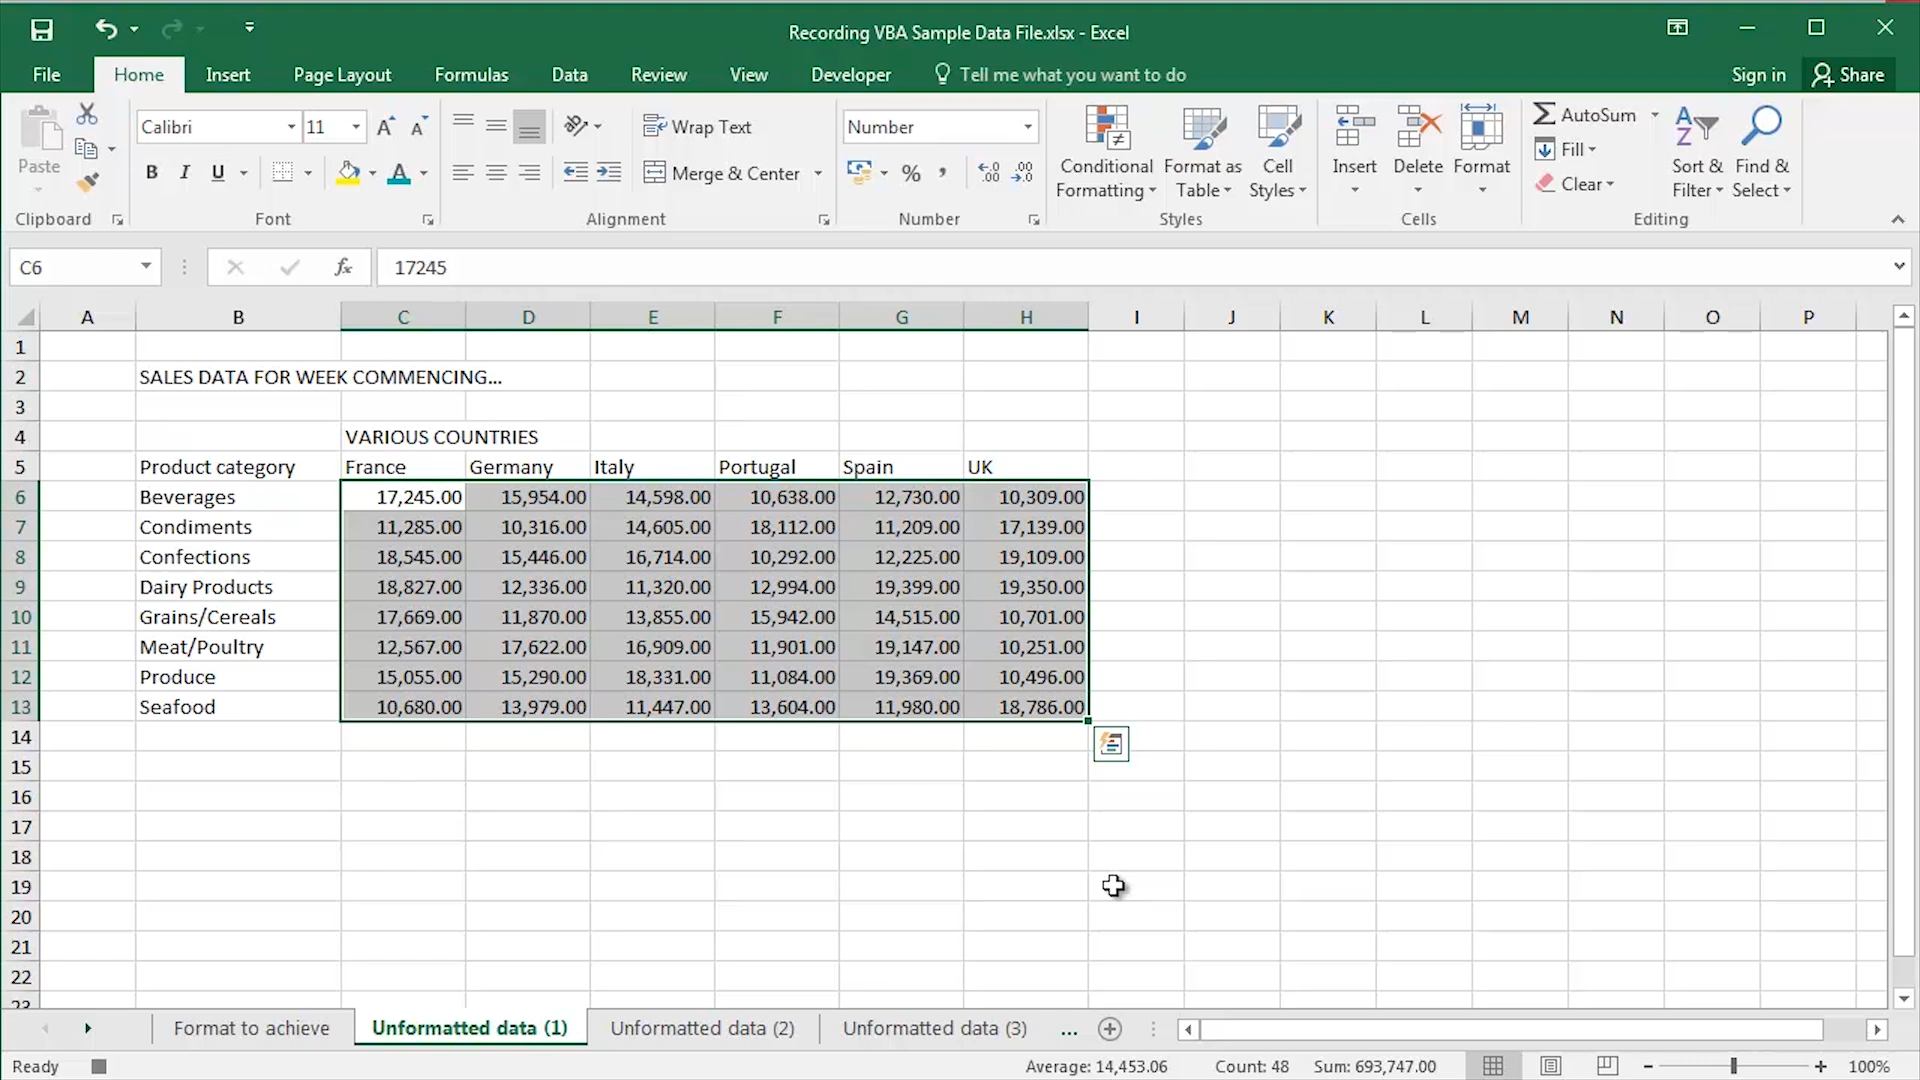 Recording VBA Sample Data File.xlsx - Excel
File Home Insert Page Layout Formulas Data Review View Developer Tell me what you want to do Sign in Share
Paste
Calibri 11
B I U
A A
A
Wrap Text
Merge & Center
Number
%
Conditional Formatting
Format as Table
Cell Styles
Insert
Delete
Format
AutoSum
Fill
Clear
Sort & Filter
Find & Select
Clipboard Font Alignment Number Styles Cells Editing
C6 fx 17245
A B C D E F G H I J K L M N O P
1
2 SALES DATA FOR WEEK COMMENCING...
3
4 VARIOUS COUNTRIES
5 Product category France Germany Italy Portugal Spain UK
6 Beverages 17,245.00 15,954.00 14,598.00 10,638.00 12,730.00 10,309.00
7 Condiments 11,285.00 10,316.00 14,605.00 18,112.00 11,209.00 17,139.00
8 Confections 18,545.00 15,446.00 16,714.00 10,292.00 12,225.00 19,109.00
9 Dairy Products 18,827.00 12,336.00 11,320.00 12,994.00 19,399.00 19,350.00
10 Grains/Cereals 17,669.00 11,870.00 13,855.00 15,942.00 14,515.00 10,701.00
11 Meat/Poultry 12,567.00 17,622.00 16,909.00 11,901.00 19,147.00 10,251.00
12 Produce 15,055.00 15,290.00 18,331.00 11,084.00 19,369.00 10,496.00
13 Seafood 10,680.00 13,979.00 11,447.00 13,604.00 11,980.00 18,786.00
14
15
16
17
18
19
20
21
22
23
Format to achieve Unformatted data (1) Unformatted data (2) Unformatted data (3) ...
Ready Average: 14,453.06 Count: 48 Sum: 693,747.00 100%